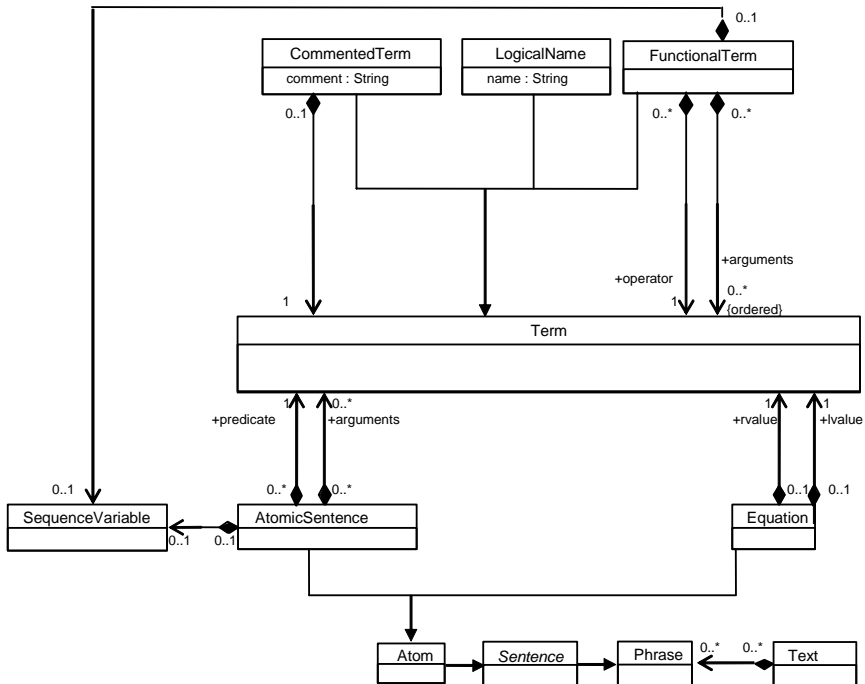 0..1
CommentedTerm
LogicalName
FunctionalTerm
comment : String
name : String
0..1
0..*
0..*
+arguments
+operator
0..*
1
1
{ordered}
Term
1
0..*
1
1
+predicate
+arguments
+rvalue
+lvalue
0..1
0..*
0..*
0..1
0..1
SequenceVariable
AtomicSentence
Equation
0..1
0..1
Atom
Sentence
Phrase
0..*
0..*
Text